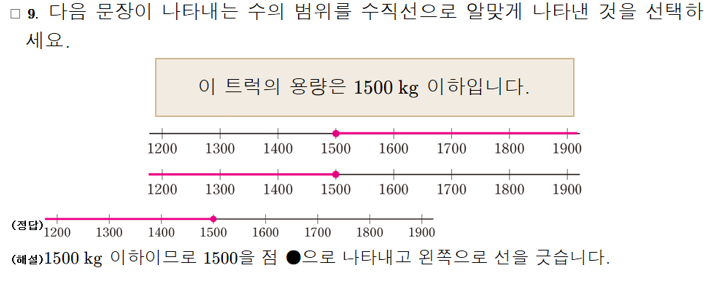 □ 9. 다음 문장이 나타내는 수의 범위를 수직선으로 알맞게 나타낸 것을 선택하
세요.
이 트럭의 용량은 1500 kg 이하입니다.
1200 1300 1400 1500 1600 1700 1800 1900
1200 1300 1400 1500 1600 1700 1800 1900
(정답) 1200 1300 1400 1500 1600 1700 1800 1900
(해설) 1500 kg 이하이므로 1500을 점 ●으로 나타내고 왼쪽으로 선을 긋습니다.